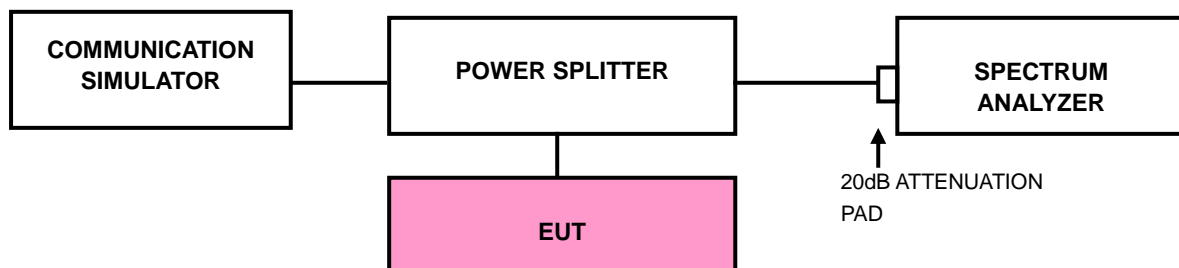 COMMUNICATION
SIMULATOR
POWER SPLITTER
SPECTRUM
ANALYZER
20dB ATTENUATION
PAD
EUT